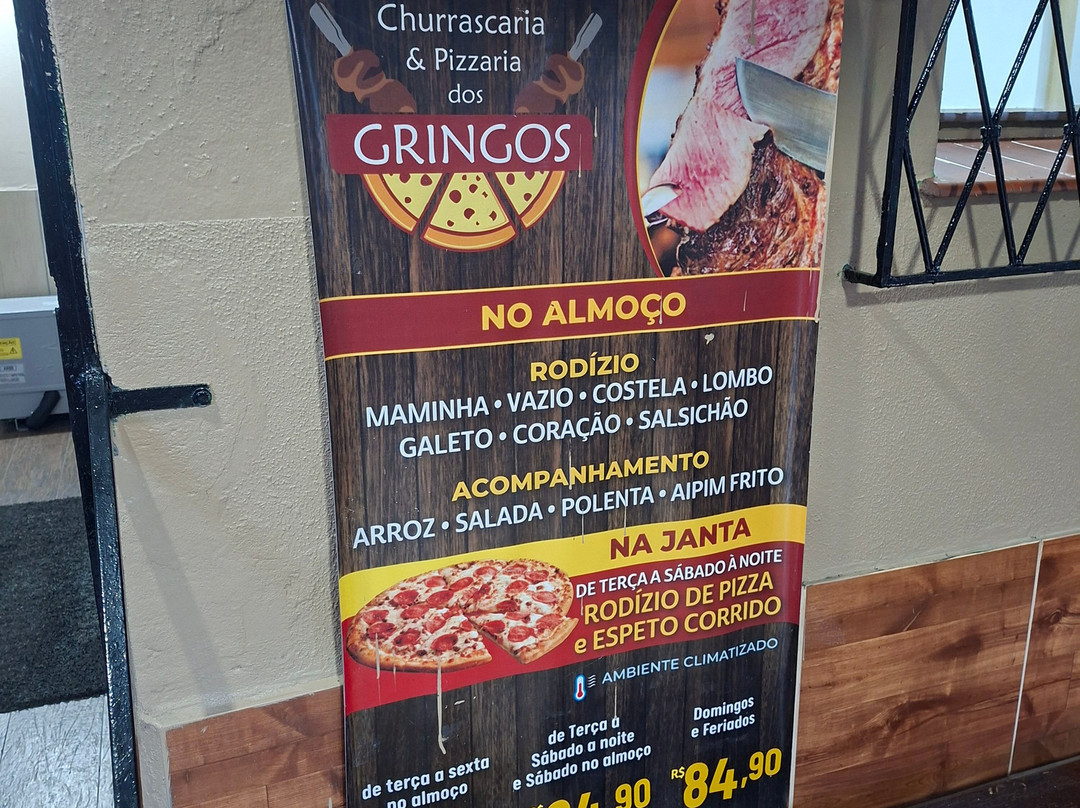 Churrascaria
& Pizzaria
dos
GRINGOS
NO ALMOÇO
RODÍZIO
MAMINHA • VAZIO • COSTELA • LOMBO
GALETO • CORAÇÃO • SALSICHÃO
ACOMPANHAMENTO
ARROZ • SALADA • POLENTA • AIPIM FRITO
NA JANTA
DE TERÇA A SÁBADO À NOITE
RODÍZIO DE PIZZA
e ESPETO CORRIDO
AMBIENTE CLIMATIZADO
de terça a sexta
no almoço
de Terça à
Sábado a noite
e Sábado no almoço
,90
Domingos
e Feriados
R$84,90